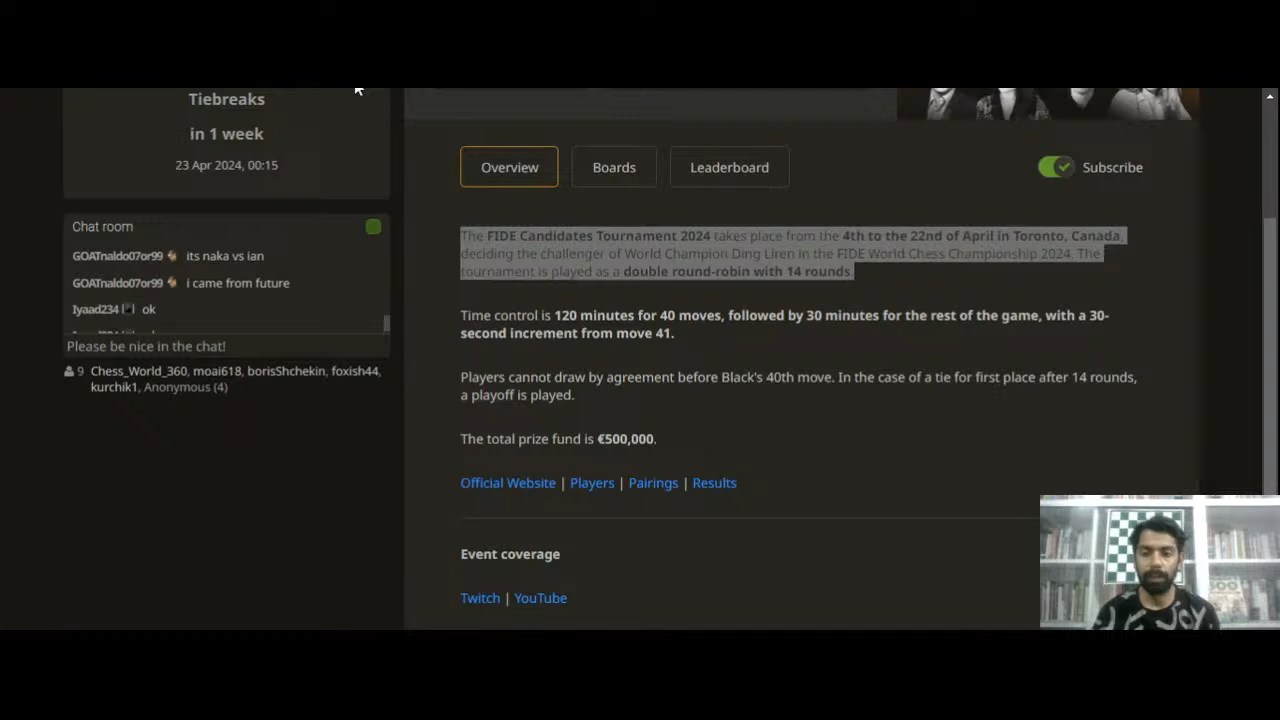 Tiebreaks
in 1 week
23 Apr 2024, 00:15
Chat room
GOATnaldo07or99 its naka vs ian
GOATnaldo07or99 i came from future
Iyaad234 ok
Please be nice in the chat!
9 Chess_World_360, moai618, borisShchekin, foxish44,
kurchik1, Anonymous (4)
Overview Boards Leaderboard Subscribe
The FIDE Candidates Tournament 2024 takes place from the 4th to the 22nd of April in Toronto, Canada,
deciding the challenger of World Champion Ding Liren in the FIDE World Chess Championship 2024. The
tournament is played as a double round-robin with 14 rounds.
Time control is 120 minutes for 40 moves, followed by 30 minutes for the rest of the game, with a 30-
second increment from move 41.
Players cannot draw by agreement before Black's 40th move. In the case of a tie for first place after 14 rounds,
a playoff is played.
The total prize fund is €500,000.
Official Website | Players | Pairings | Results
Event coverage
Twitch | YouTube